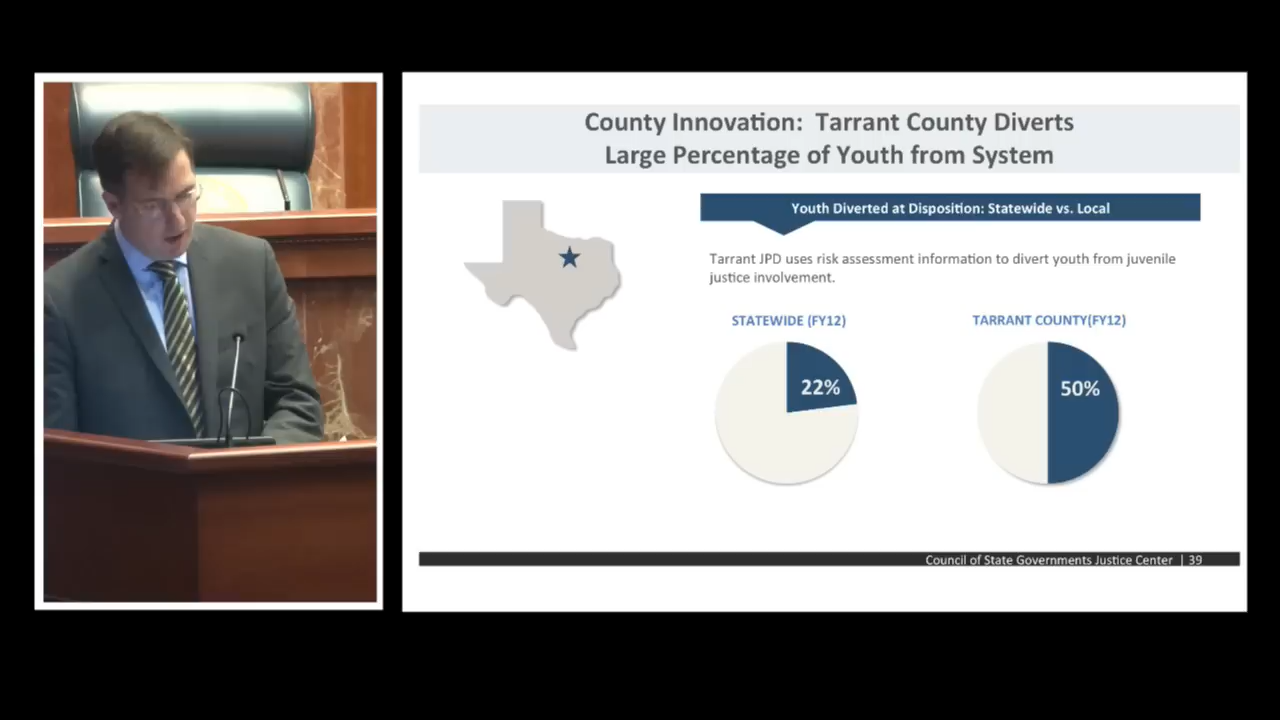 County Innovation: Tarrant County Diverts
Large Percentage of Youth from System
Youth Diverted at Disposition: Statewide vs. Local
Tarrant JPD uses risk assessment information to divert youth from juvenile
justice involvement.
STATEWIDE (FY12)
TARRANT COUNTY(FY12)
22%
50%
Council of State Governments Justice Center | 39